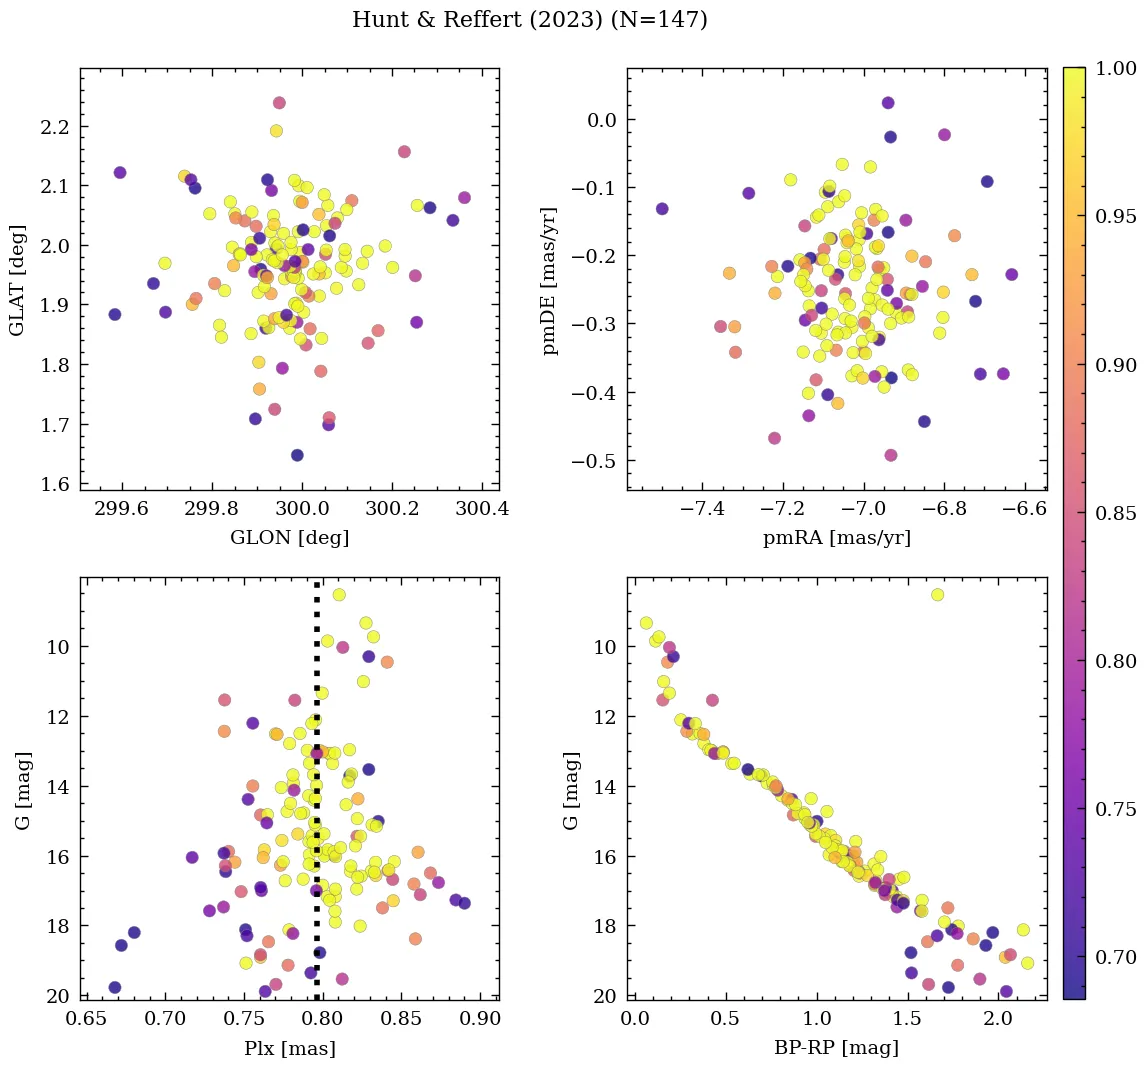 Hunt & Reffert (2023) (N=147)
2.2
2.1
2.0
1.9
1.8
1.7
1.6
GLAT [deg]
299.6 299.8 300.0 300.2 300.4
GLON [deg]
0.0
−0.1
−0.2
−0.3
−0.4
−0.5
pmDE [mas/yr]
−7.4 −7.2 −7.0 −6.8 −6.6
pmRA [mas/yr]
10
12
14
16
18
20
G [mag]
0.65 0.70 0.75 0.80 0.85 0.90
Plx [mas]
10
12
14
16
18
20
G [mag]
0.0 0.5 1.0 1.5 2.0
BP-RP [mag]
1.00
0.95
0.90
0.85
0.80
0.75
0.70